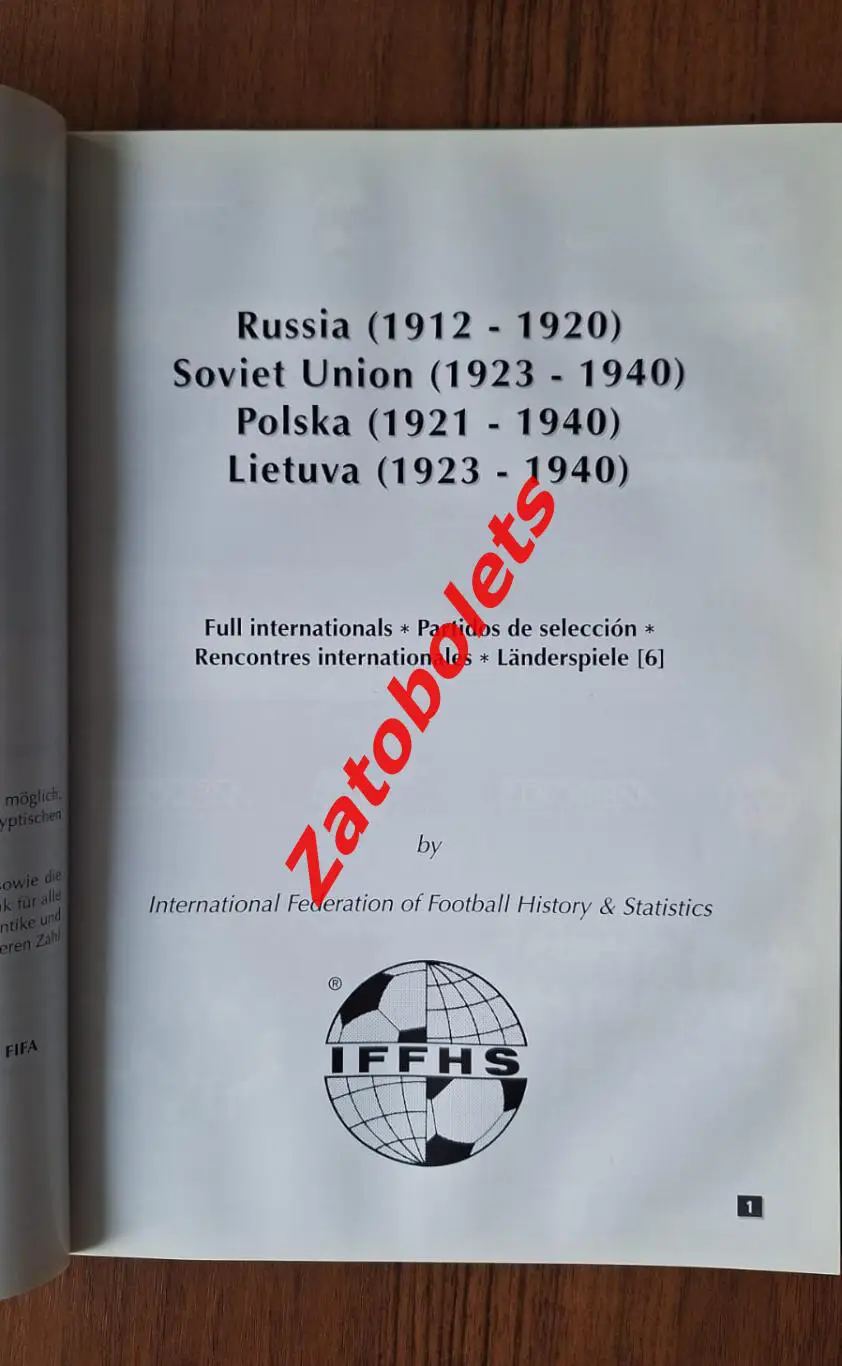 möglich.
yptischen
sowie die
k für alle
ntike und
eren Zahl
FIFA
Russia (1912 - 1920)
Soviet Union (1923 - 1940)
Polska (1921 - 1940)
Lietuva (1923 - 1940)
Full internationals * Partidos de selección *
Rencontres internationales * Länderspiele [6]
Zatobolets
by
International Federation of Football History & Statistics
®
IFFHS
1